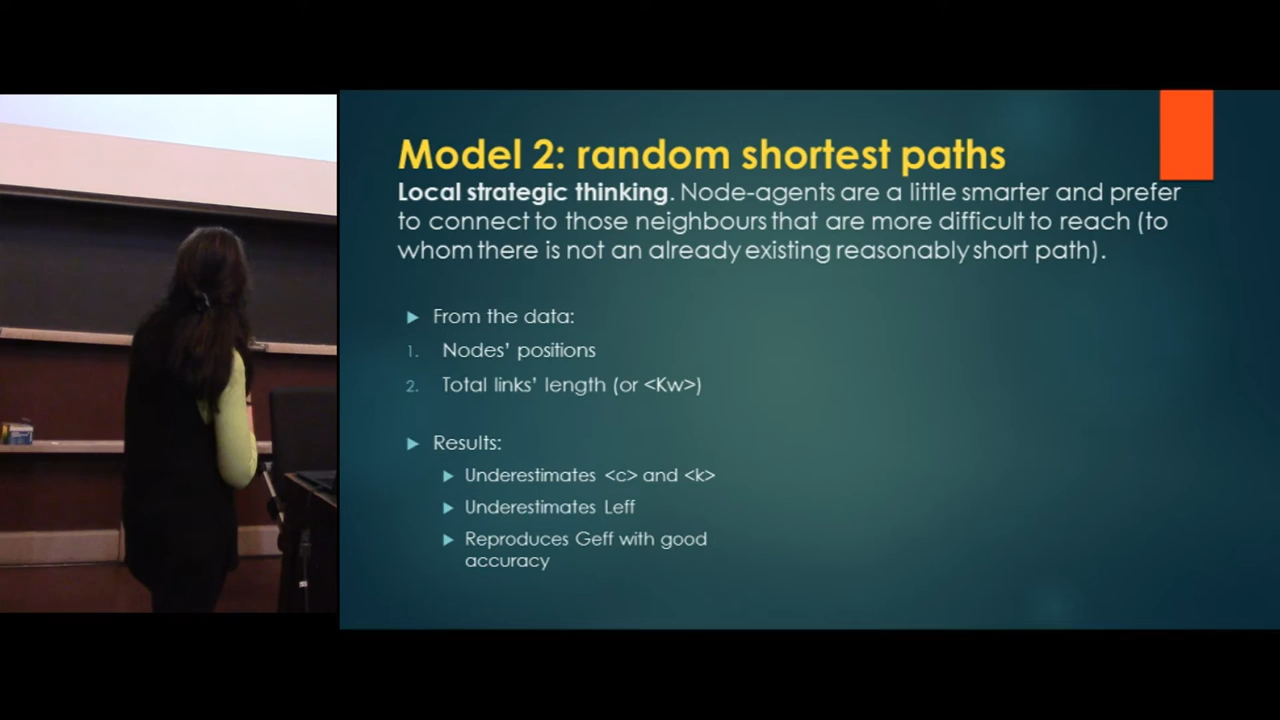 Model 2: random shortest paths
Local strategic thinking. Node-agents are a little smarter and prefer
to connect to those neighbours that are more difficult to reach (to
whom there is not an already existing reasonably short path).
From the data:
1. Nodes' positions
2. Total links' length (or <Kw>)
Results:
Underestimates <c> and <k>
Underestimates Leff
Reproduces Geff with good
accuracy